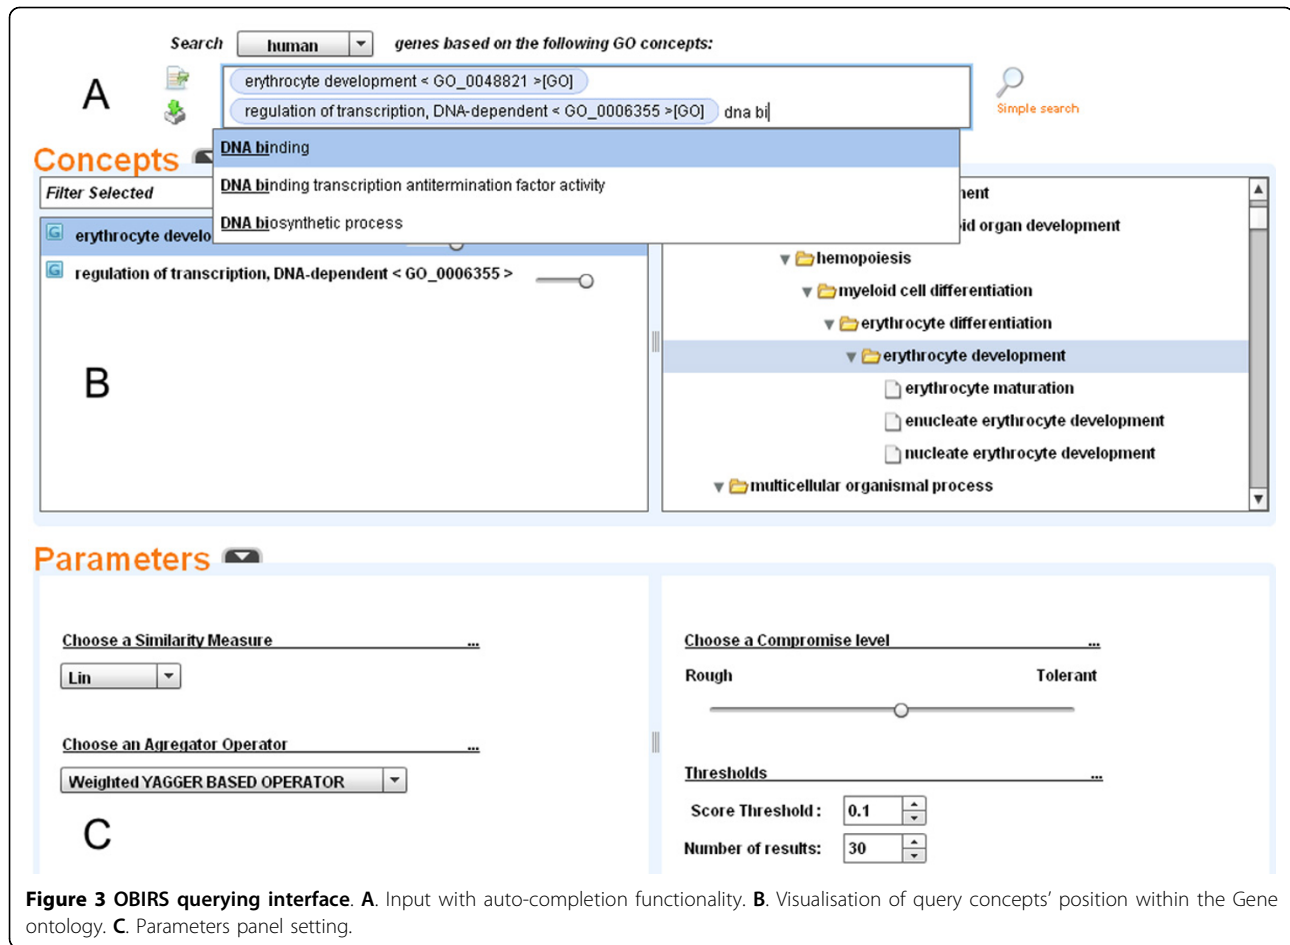 Search human genes based on the following GO concepts:
A
erythrocyte development < GO_0048821 >[GO]
regulation of transcription, DNA-dependent < GO_0006355 >[GO] dna bi
Simple search
DNA binding
DNA binding transcription antitermination factor activity
DNA biosynthetic process
Concepts
Filter Selected
erythrocyte develo
regulation of transcription, DNA-dependent < GO_0006355 >
B
ment
id organ development
hemopoiesis
myeloid cell differentiation
erythrocyte differentiation
erythrocyte development
erythrocyte maturation
enucleate erythrocyte development
nucleate erythrocyte development
multicellular organismal process
Parameters
Choose a Similarity Measure ...
Lin
Choose an Agregator Operator ...
Weighted YAGGER BASED OPERATOR
C
Choose a Compromise level ...
Rough Tolerant
Thresholds ...
Score Threshold : 0.1
Number of results: 30
Figure 3 OBIRS querying interface. A. Input with auto-completion functionality. B. Visualisation of query concepts' position within the Gene
ontology. C. Parameters panel setting.